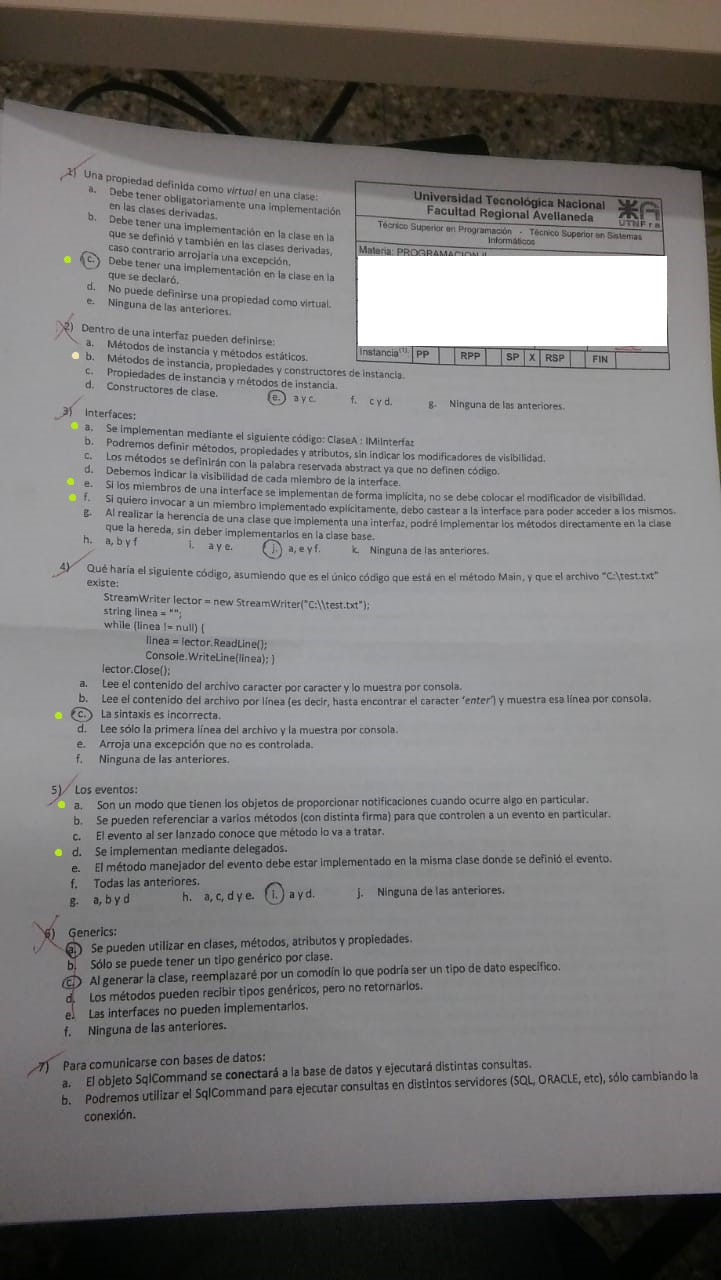 1) Una propiedad definida como virtual en una clase:
a. Debe tener obligatoriamente una implementación
en las clases derivadas.
b. Debe tener una implementación en la clase en la
que se definió y también en las clases derivadas,
caso contrario arrojaría una excepción.
c. Debe tener una implementación en la clase en la
que se declaró.
d. No puede definirse una propiedad como virtual.
e. Ninguna de las anteriores.
Universidad Tecnológica Nacional
Facultad Regional Avellaneda
UTNFra
Técnico Superior en Programación - Técnico Superior en Sistemas
Informáticos
Materia: PROGRAMACION II
Instancia(1): PP RPP SP X RSP FIN
2) Dentro de una interfaz pueden definirse:
a. Métodos de instancia y métodos estáticos.
b. Métodos de instancia, propiedades y constructores de instancia.
c. Propiedades de instancia y métodos de instancia.
d. Constructores de clase. e. a y c. f. c y d. g. Ninguna de las anteriores.
3) Interfaces:
a. Se implementan mediante el siguiente código: ClaseA : IMiInterfaz
b. Podremos definir métodos, propiedades y atributos, sin indicar los modificadores de visibilidad.
c. Los métodos se definirán con la palabra reservada abstract ya que no definen código.
d. Debemos indicar la visibilidad de cada miembro de la interface.
e. Si los miembros de una interface se implementan de forma implícita, no se debe colocar el modificador de visibilidad.
f. Si quiero invocar a un miembro implementado explícitamente, debo castear a la interface para poder acceder a los mismos.
g. Al realizar la herencia de una clase que implementa una interfaz, podré implementar los métodos directamente en la clase
que la hereda, sin deber implementarlos en la clase base.
h. a, b y f i. a y e. j. a, e y f. k. Ninguna de las anteriores.
4) Qué haría el siguiente código, asumiendo que es el único código que está en el método Main, y que el archivo "C:\test.txt"
existe:
StreamWriter lector = new StreamWriter("C:\\test.txt");
string linea = "";
while (linea != null) {
linea = lector.ReadLine();
Console.WriteLine(linea); }
lector.Close();
a. Lee el contenido del archivo caracter por caracter y lo muestra por consola.
b. Lee el contenido del archivo por línea (es decir, hasta encontrar el caracter 'enter') y muestra esa línea por consola.
c. La sintaxis es incorrecta.
d. Lee sólo la primera línea del archivo y la muestra por consola.
e. Arroja una excepción que no es controlada.
f. Ninguna de las anteriores.
5) Los eventos:
a. Son un modo que tienen los objetos de proporcionar notificaciones cuando ocurre algo en particular.
b. Se pueden referenciar a varios métodos (con distinta firma) para que controlen a un evento en particular.
c. El evento al ser lanzado conoce que método lo va a tratar.
d. Se implementan mediante delegados.
e. El método manejador del evento debe estar implementado en la misma clase donde se definió el evento.
f. Todas las anteriores.
g. a, b y d h. a, c, d y e. i. a y d. j. Ninguna de las anteriores.
6) Generics:
a. Se pueden utilizar en clases, métodos, atributos y propiedades.
b. Sólo se puede tener un tipo genérico por clase.
c. Al generar la clase, reemplazaré por un comodín lo que podría ser un tipo de dato específico.
d. Los métodos pueden recibir tipos genéricos, pero no retornarlos.
e. Las interfaces no pueden implementarlos.
f. Ninguna de las anteriores.
7) Para comunicarse con bases de datos:
a. El objeto SqlCommand se conectará a la base de datos y ejecutará distintas consultas.
b. Podremos utilizar el SqlCommand para ejecutar consultas en distintos servidores (SQL, ORACLE, etc), sólo cambiando la
conexión.